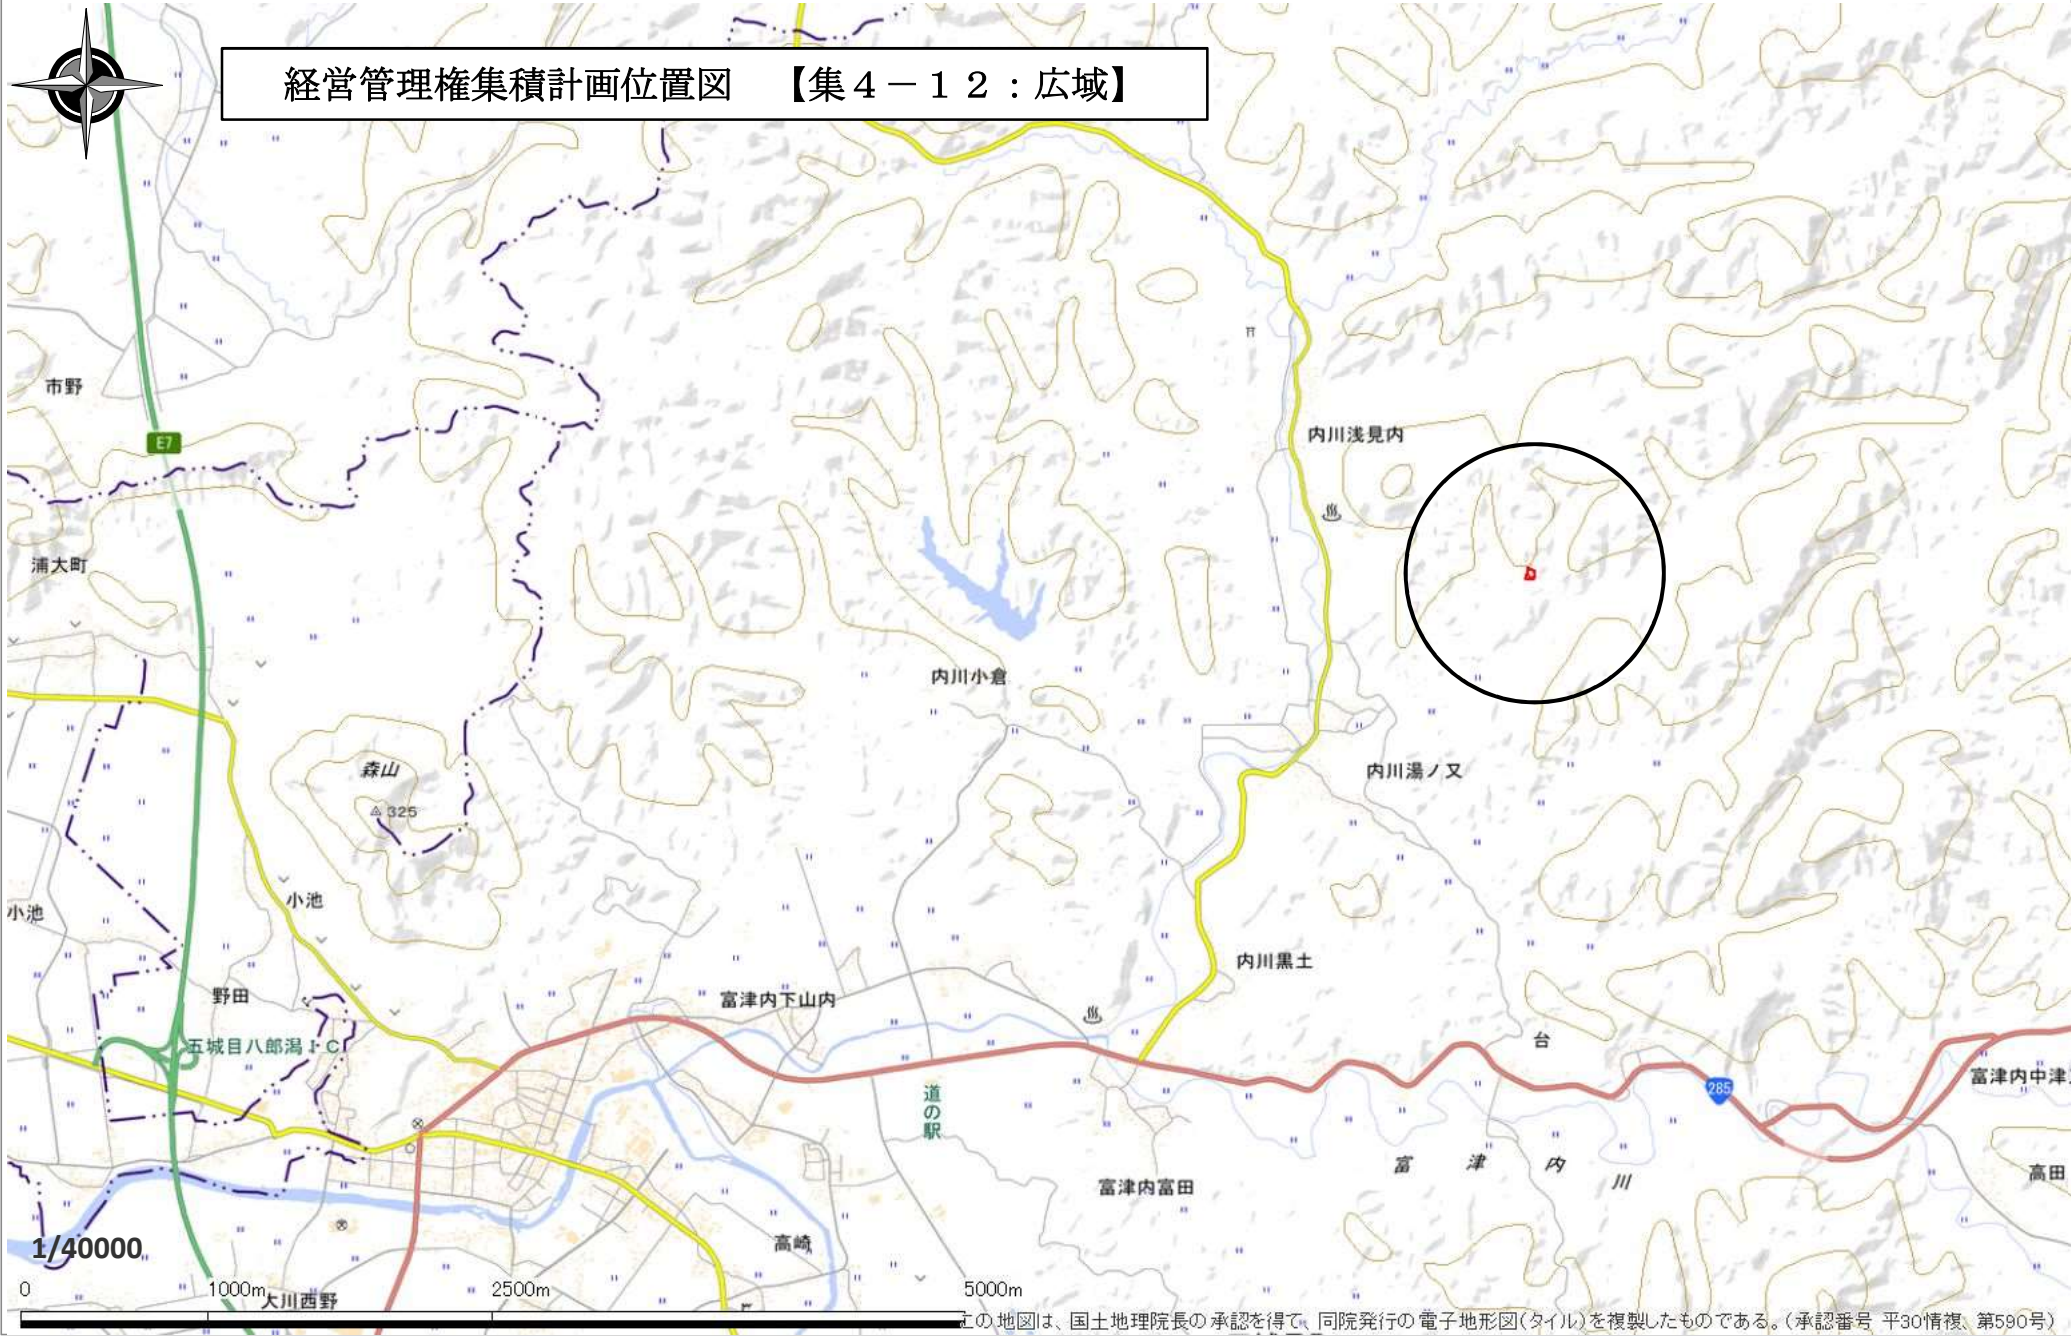 経営管理権集積計画位置図　【集４－１２：広域】
市野
E7
内川浅見内
浦大町
内川小倉
森山
325
内川湯ノ又
小池
小池
内川黒土
野田
富津内下山内
五城目八郎潟ＩＣ
台
285
富津内中津
道の駅
富津内川
高田
富津内富田
高崎
1/40000
0
1000m
2500m
5000m
大川西野
この地図は、国土地理院長の承認を得て、同院発行の電子地形図(タイル)を複製したものである。(承認番号 平30情複、第590号)